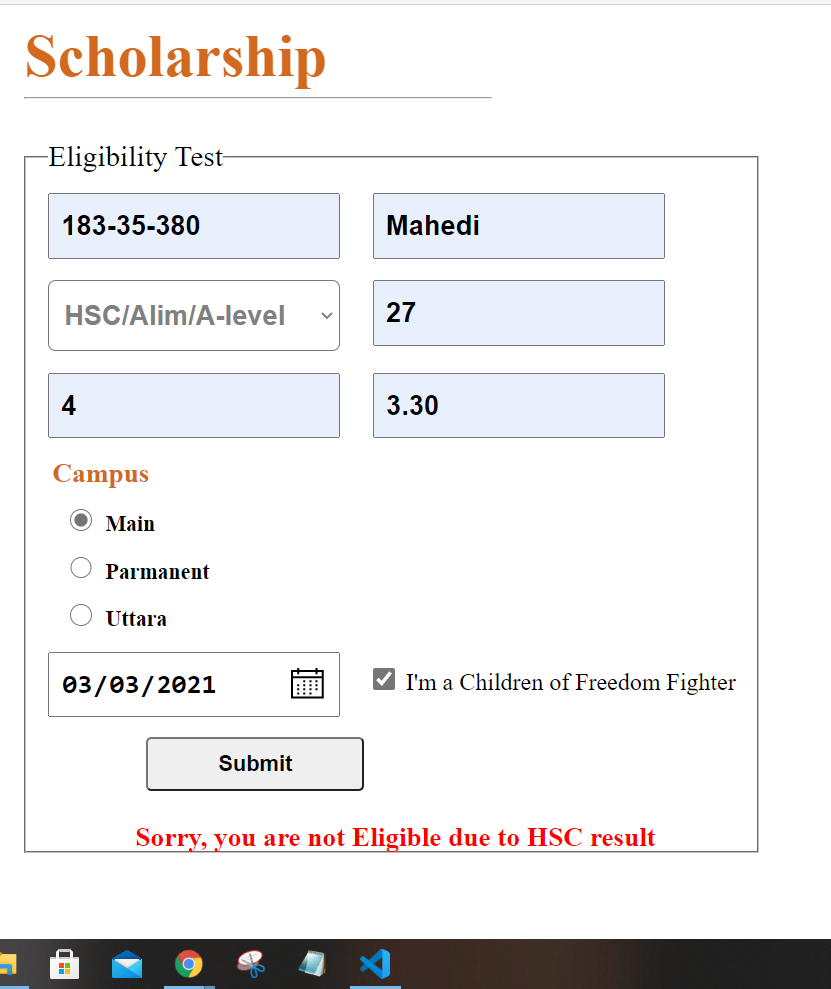 Scholarship
Eligibility Test
183-35-380 Mahedi
HSC/Alim/A-level 27
4 3.30
Campus
Main
Parmanent
Uttara
03/03/2021 I'm a Children of Freedom Fighter
Submit
Sorry, you are not Eligible due to HSC result